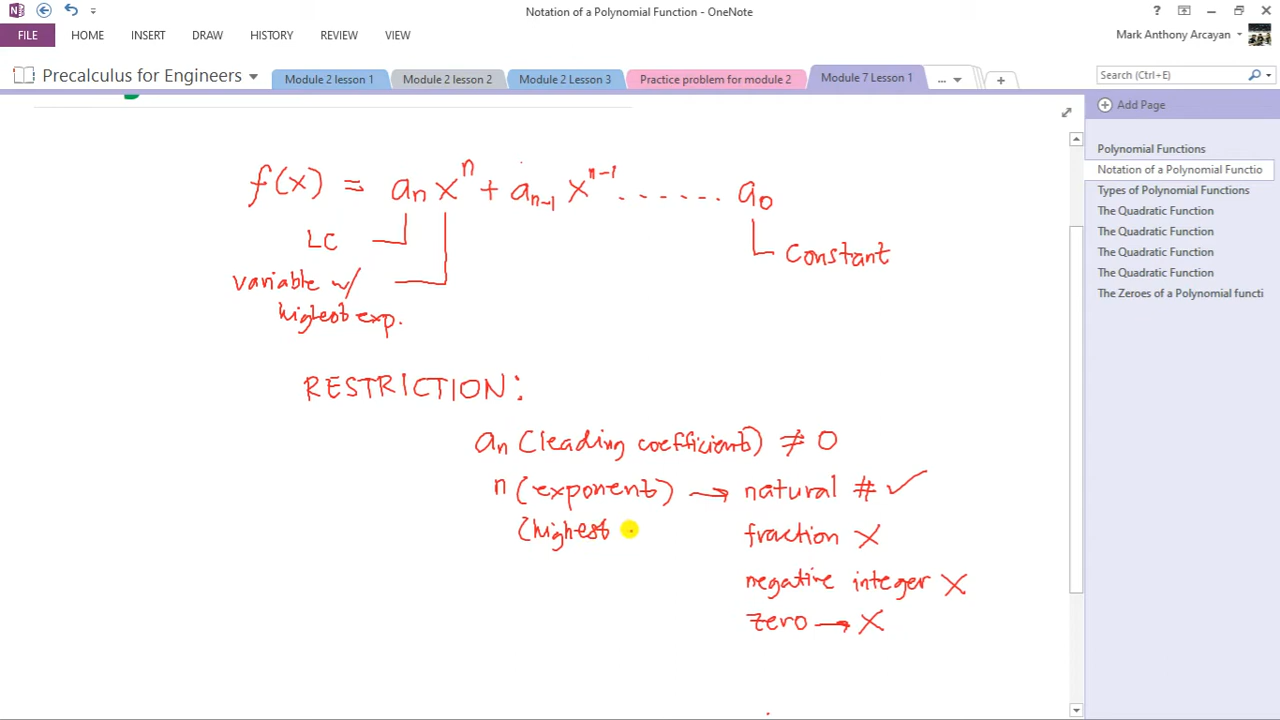 Notation of a Polynomial Function - OneNote
FILE HOME INSERT DRAW HISTORY REVIEW VIEW
Mark Anthony Arcayan
Precalculus for Engineers Module 2 lesson 1 Module 2 lesson 2 Module 2 Lesson 3 Practice problem for module 2 Module 7 Lesson 1 ...
Search (Ctrl+E)
Add Page
Polynomial Functions
Notation of a Polynomial Functio
Types of Polynomial Functions
The Quadratic Function
The Quadratic Function
The Quadratic Function
The Quadratic Function
The Zeroes of a Polynomial functi
f(x) = aₙxⁿ + aₙ₋₁xⁿ⁻¹ ....... a₀
LC
Constant
variable w/
highest exp.
RESTRICTION:
aₙ (leading coefficient) ≠ 0
n (exponent) → natural # ✓
(highest
fraction X
negative integer X
zero → X